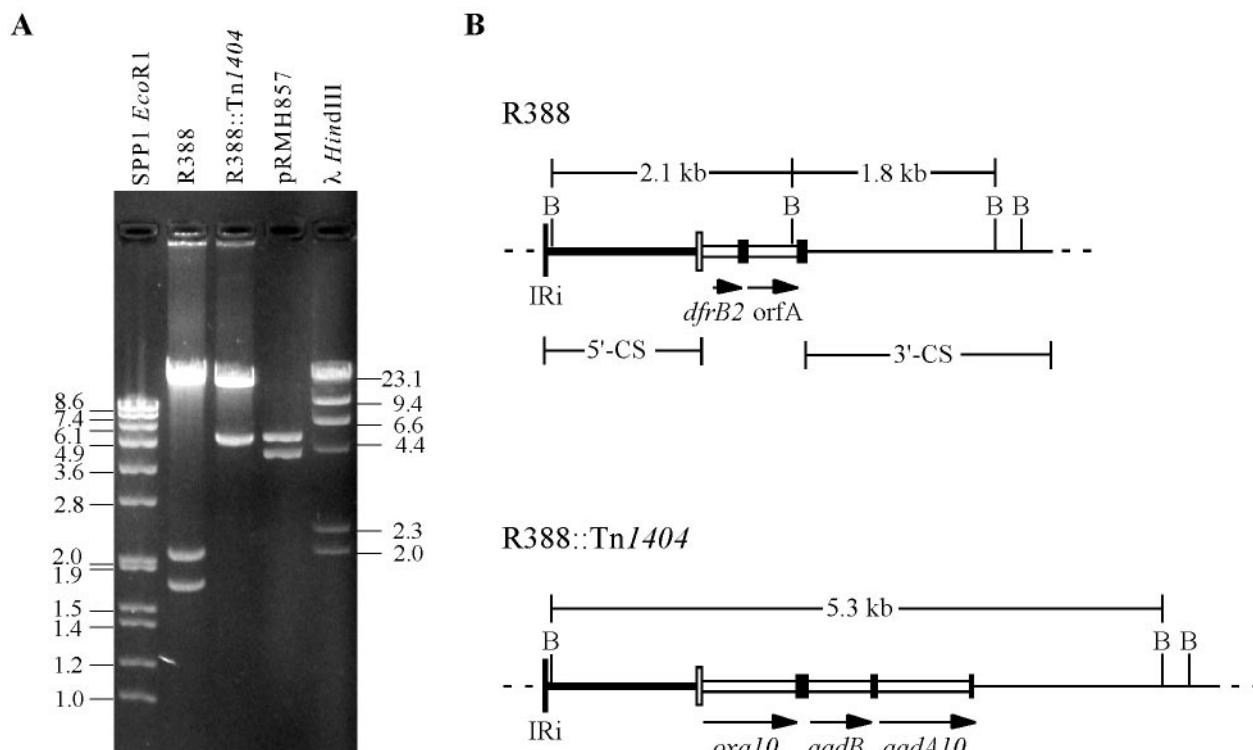 A
SPP1 EcoR1
R388
R388::Tn1404
pRMH857
λ HindIII
8.6
7.4
6.1
4.9
3.6
2.8
2.0
1.9
1.5
1.4
1.2
1.0
23.1
9.4
6.6
4.4
2.3
2.0
B
R388
2.1 kb
1.8 kb
B B B B
IRi
dfrB2 orfA
5'-CS
3'-CS
R388::Tn1404
5.3 kb
B B B
IRi
oxa10 aadB aadA10